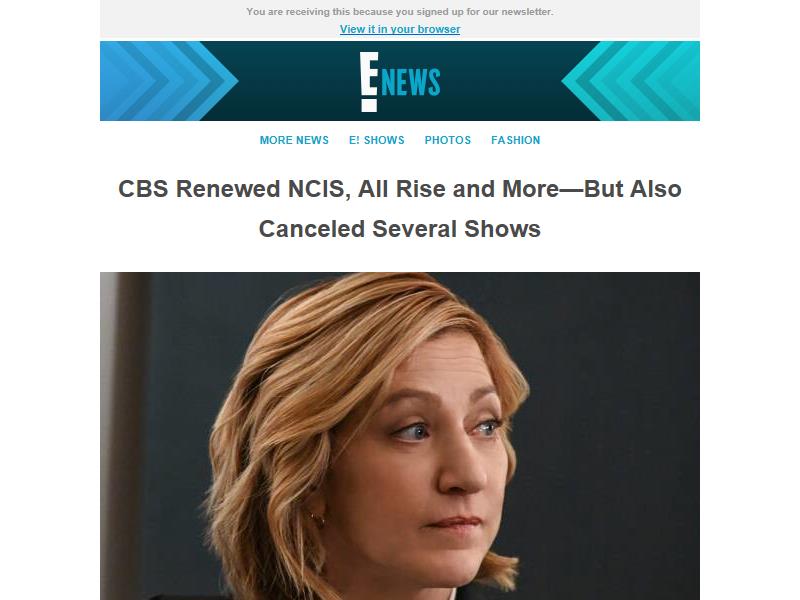 You are receiving this because you signed up for our newsletter.
View it in your browser
E! NEWS
MORE NEWS E! SHOWS PHOTOS FASHION
CBS Renewed NCIS, All Rise and More—But Also
Canceled Several Shows